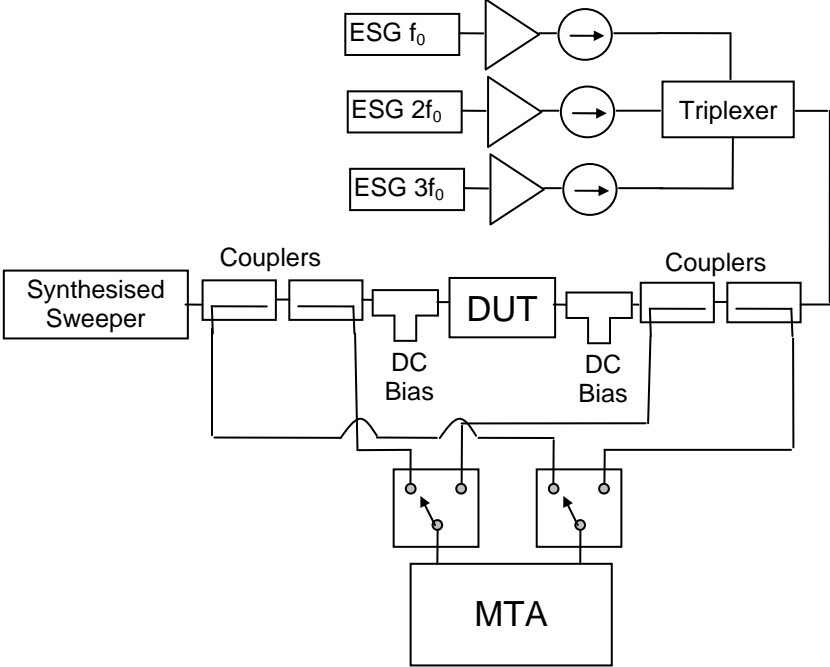 ESG f₀
ESG 2f₀
Triplexer
ESG 3f₀
Couplers
Couplers
Synthesised
Sweeper
DUT
DC
Bias
DC
Bias
MTA